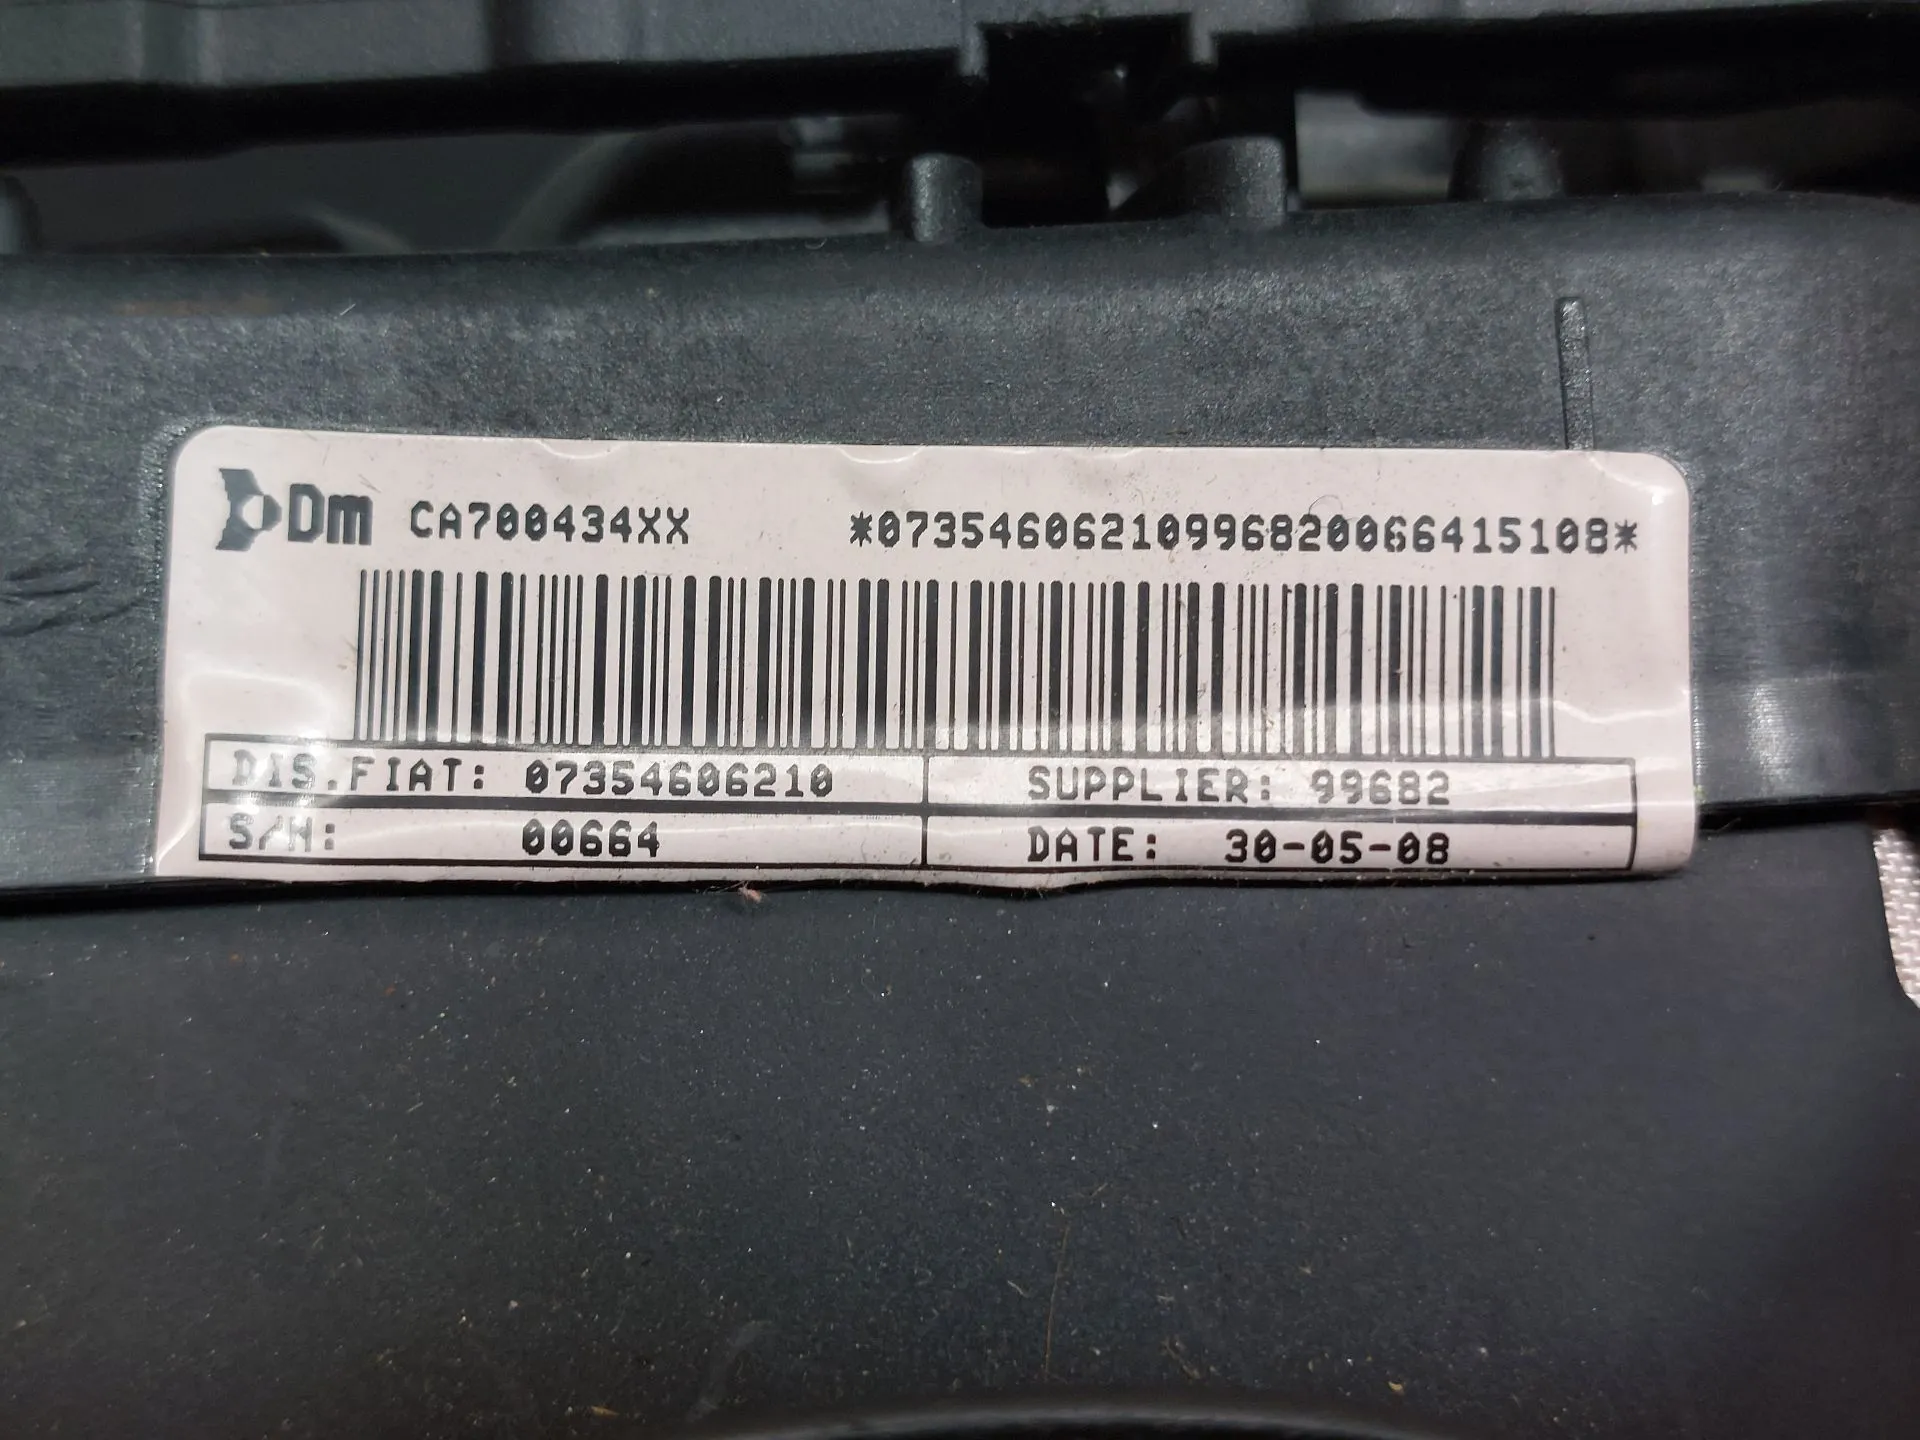 Dm CA700434XX *07354606210996820066415108*
DIS.FIAT: 07354606210 SUPPLIER: 99682
S/N: 00664 DATE: 30-05-08